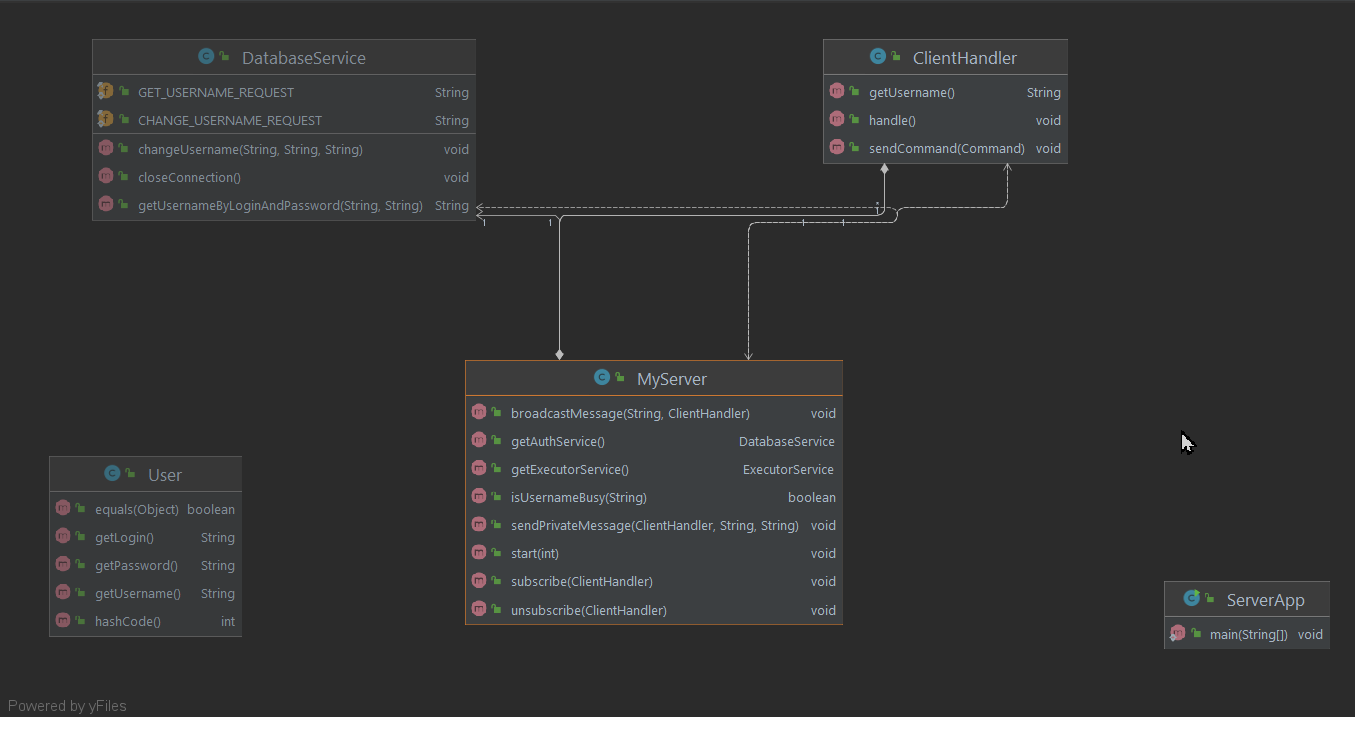 DatabaseService
GET_USERNAME_REQUEST String
CHANGE_USERNAME_REQUEST String
changeUsername(String, String, String) void
closeConnection() void
getUsernameByLoginAndPassword(String, String) String
ClientHandler
getUsername() String
handle() void
sendCommand(Command) void
1
1
1
1
1
MyServer
broadcastMessage(String, ClientHandler) void
getAuthService() DatabaseService
getExecutorService() ExecutorService
isUsernameBusy(String) boolean
sendPrivateMessage(ClientHandler, String, String) void
start(int) void
subscribe(ClientHandler) void
unsubscribe(ClientHandler) void
User
equals(Object) boolean
getLogin() String
getPassword() String
getUsername() String
hashCode() int
ServerApp
main(String[]) void
Powered by yFiles